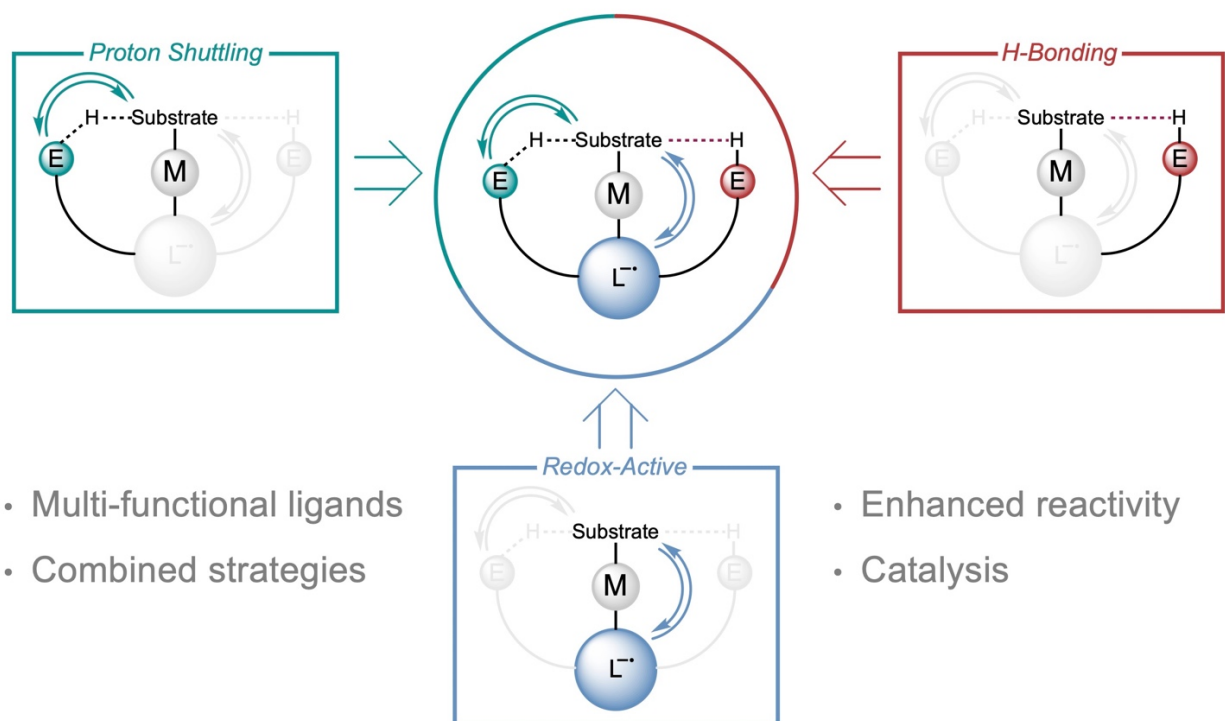 Proton Shuttling
H Substrate H
E M E
L–•
H Substrate H
E M E
L–•
H-Bonding
H Substrate H
E M E
L–•
Redox-Active
H Substrate H
E M E
L–•
• Multi-functional ligands
• Combined strategies
• Enhanced reactivity
• Catalysis